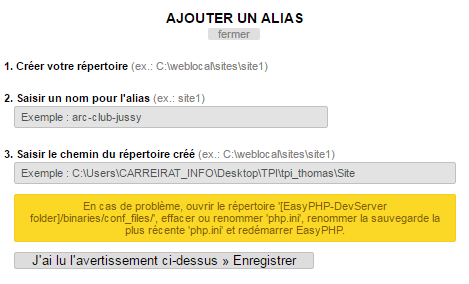 AJOUTER UN ALIAS
fermer
1. Créer votre répertoire (ex.: C:\weblocal\sites\site1)
2. Saisir un nom pour l'alias (ex.: site1)
Exemple : arc-club-jussy
3. Saisir le chemin du répertoire créé (ex.: C:\weblocal\sites\site1)
Exemple : C:\Users\CARREIRAT_INFO\Desktop\TPI\tpi_thomas\Site
En cas de problème, ouvrir le répertoire '[EasyPHP-DevServer
folder]/binaries/conf_files/', effacer ou renommer 'php.ini', renommer la sauvegarde de
la plus récente 'php.ini' et redémarrer EasyPHP.
J'ai lu l'avertissement ci-dessus » Enregistrer